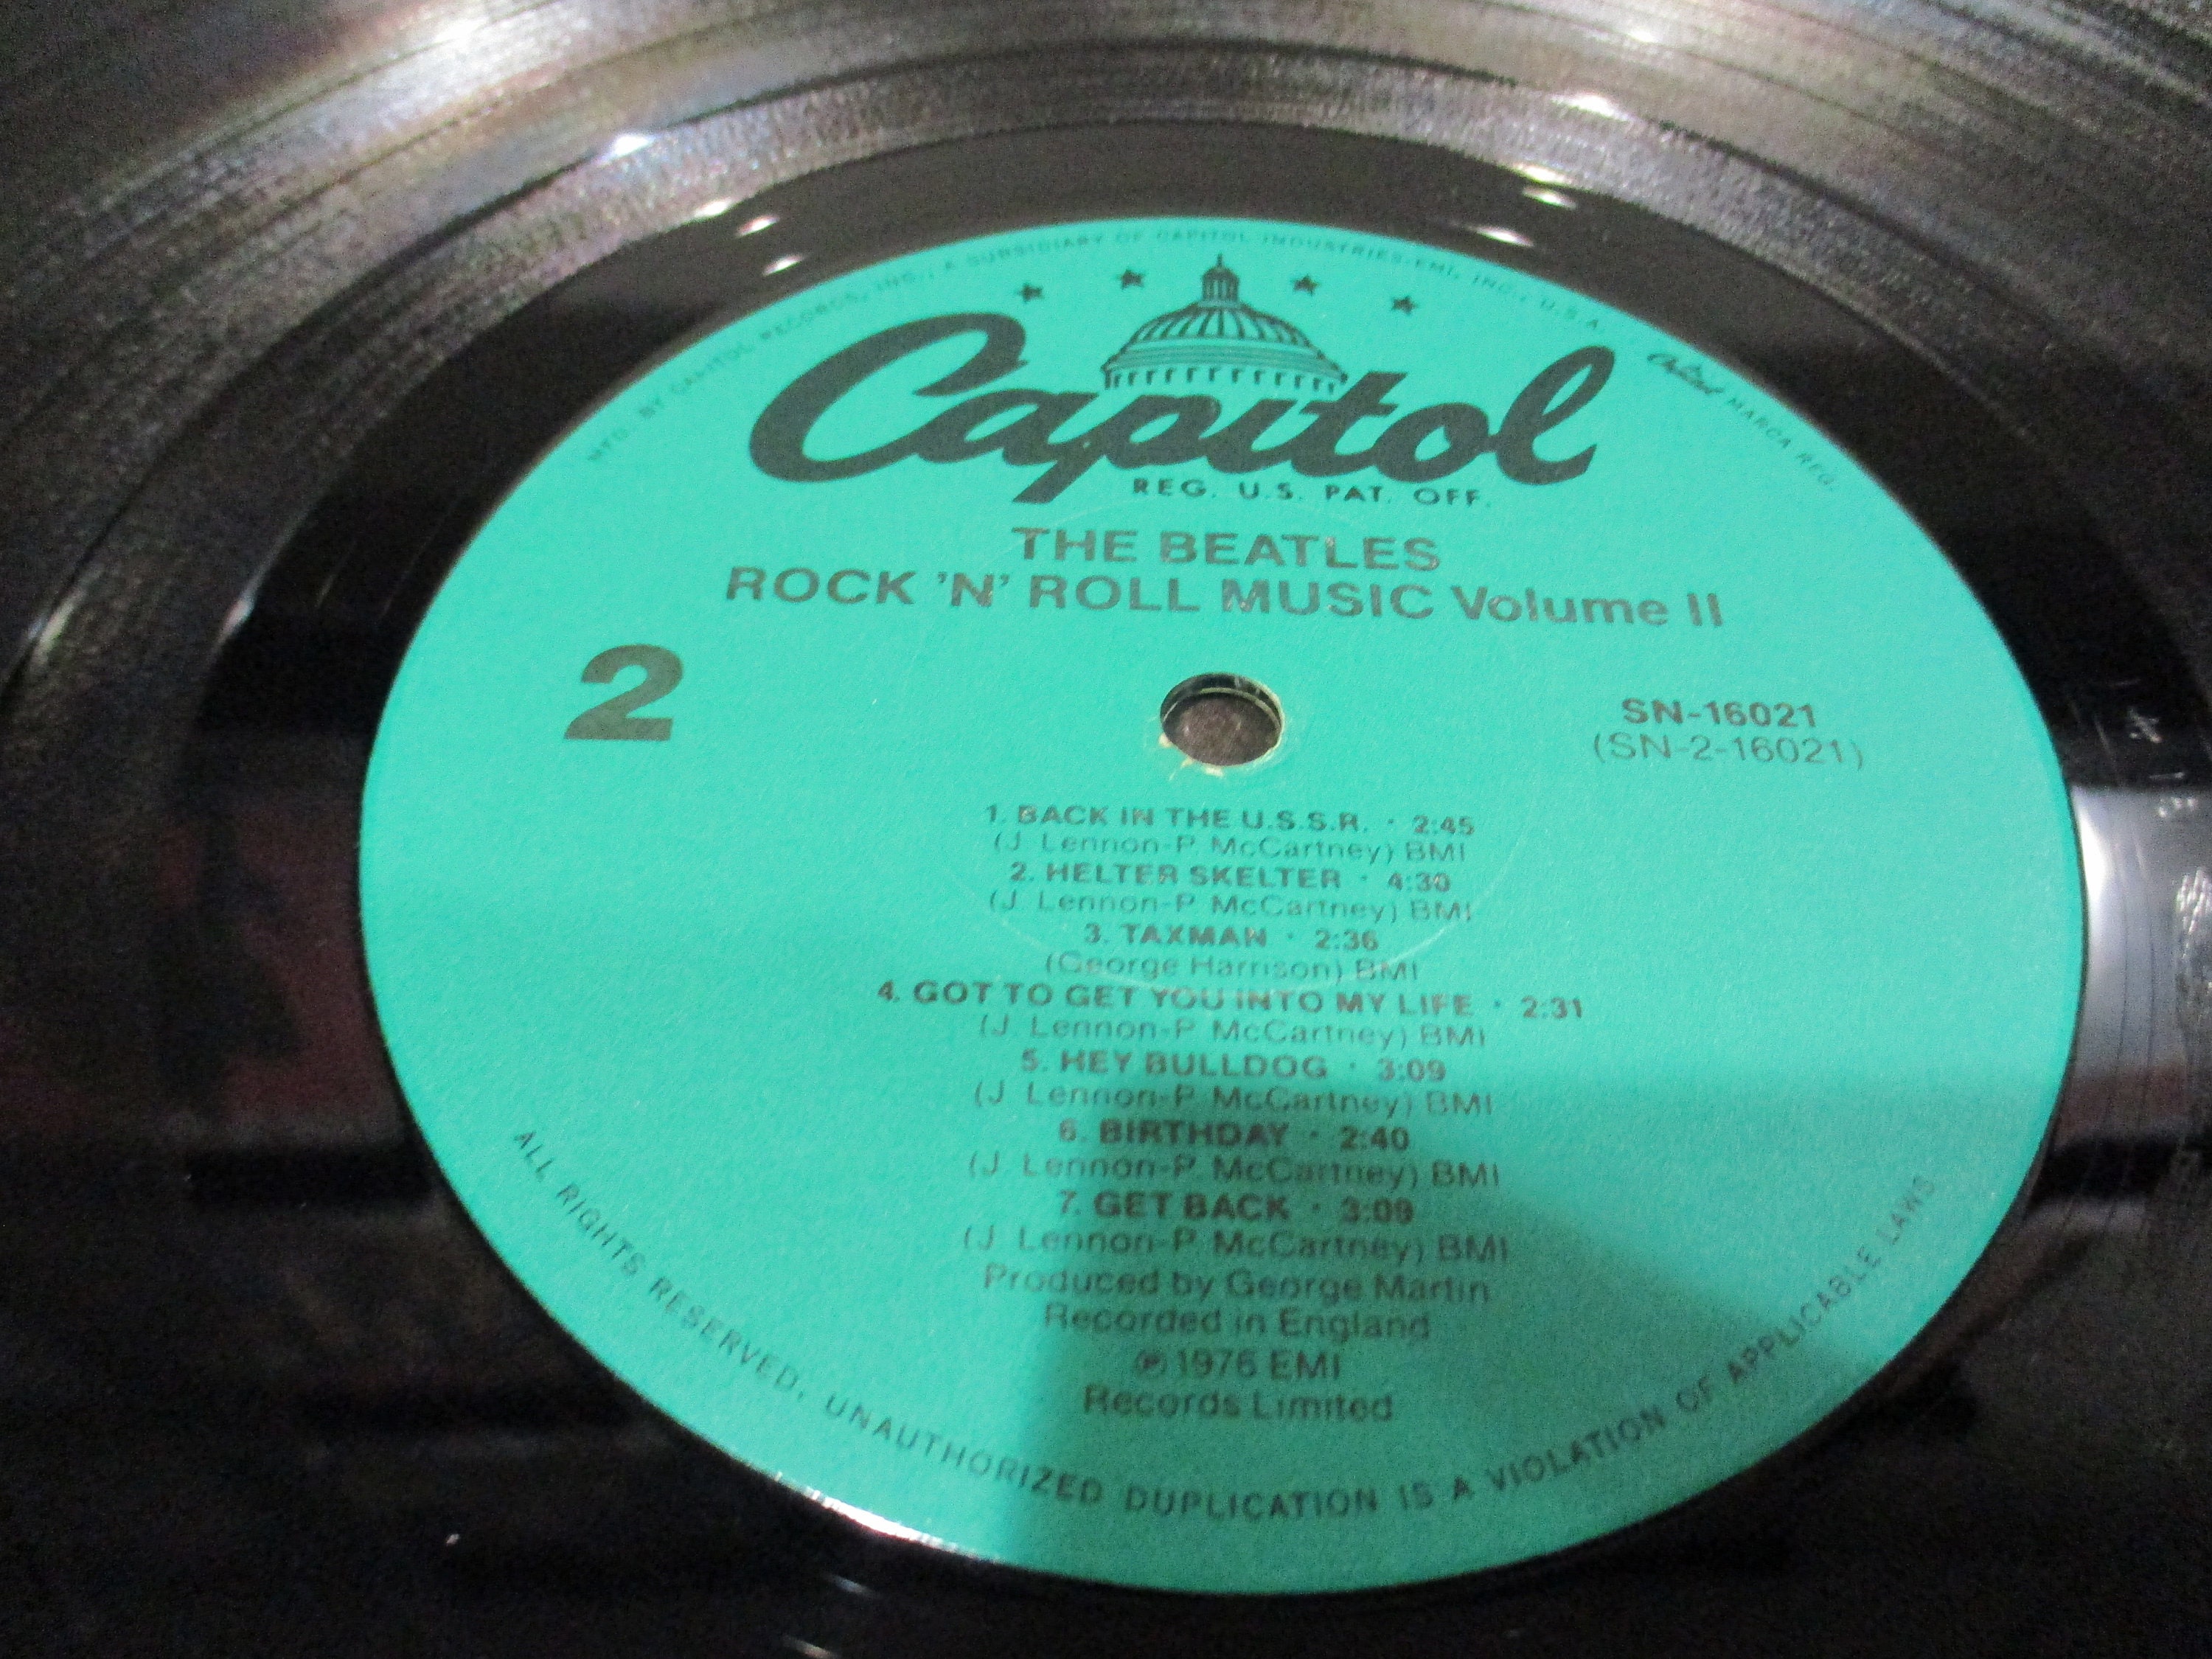 MFG. BY CAPITOL RECORDS, INC., A SUBSIDIARY OF CAPITOL INDUSTRIES-EMI, INC., U.S.A. Capitol MARCA REG.
Capitol
REG. U.S. PAT. OFF.
THE BEATLES
ROCK 'N' ROLL MUSIC Volume II
2
SN-16021
(SN-2-16021)
1. BACK IN THE U.S.S.R. · 2:45
(J. Lennon-P. McCartney) BMI
2. HELTER SKELTER · 4:30
(J. Lennon-P. McCartney) BMI
3. TAXMAN · 2:36
(George Harrison) BMI
4. GOT TO GET YOU INTO MY LIFE · 2:31
(J. Lennon-P. McCartney) BMI
5. HEY BULLDOG · 3:09
(J. Lennon-P. McCartney) BMI
6. BIRTHDAY · 2:40
(J. Lennon-P. McCartney) BMI
7. GET BACK · 3:09
(J. Lennon-P. McCartney) BMI
Produced by George Martin
Recorded in England
℗ 1976 EMI
Records Limited
ALL RIGHTS RESERVED. UNAUTHORIZED DUPLICATION IS A VIOLATION OF APPLICABLE LAWS